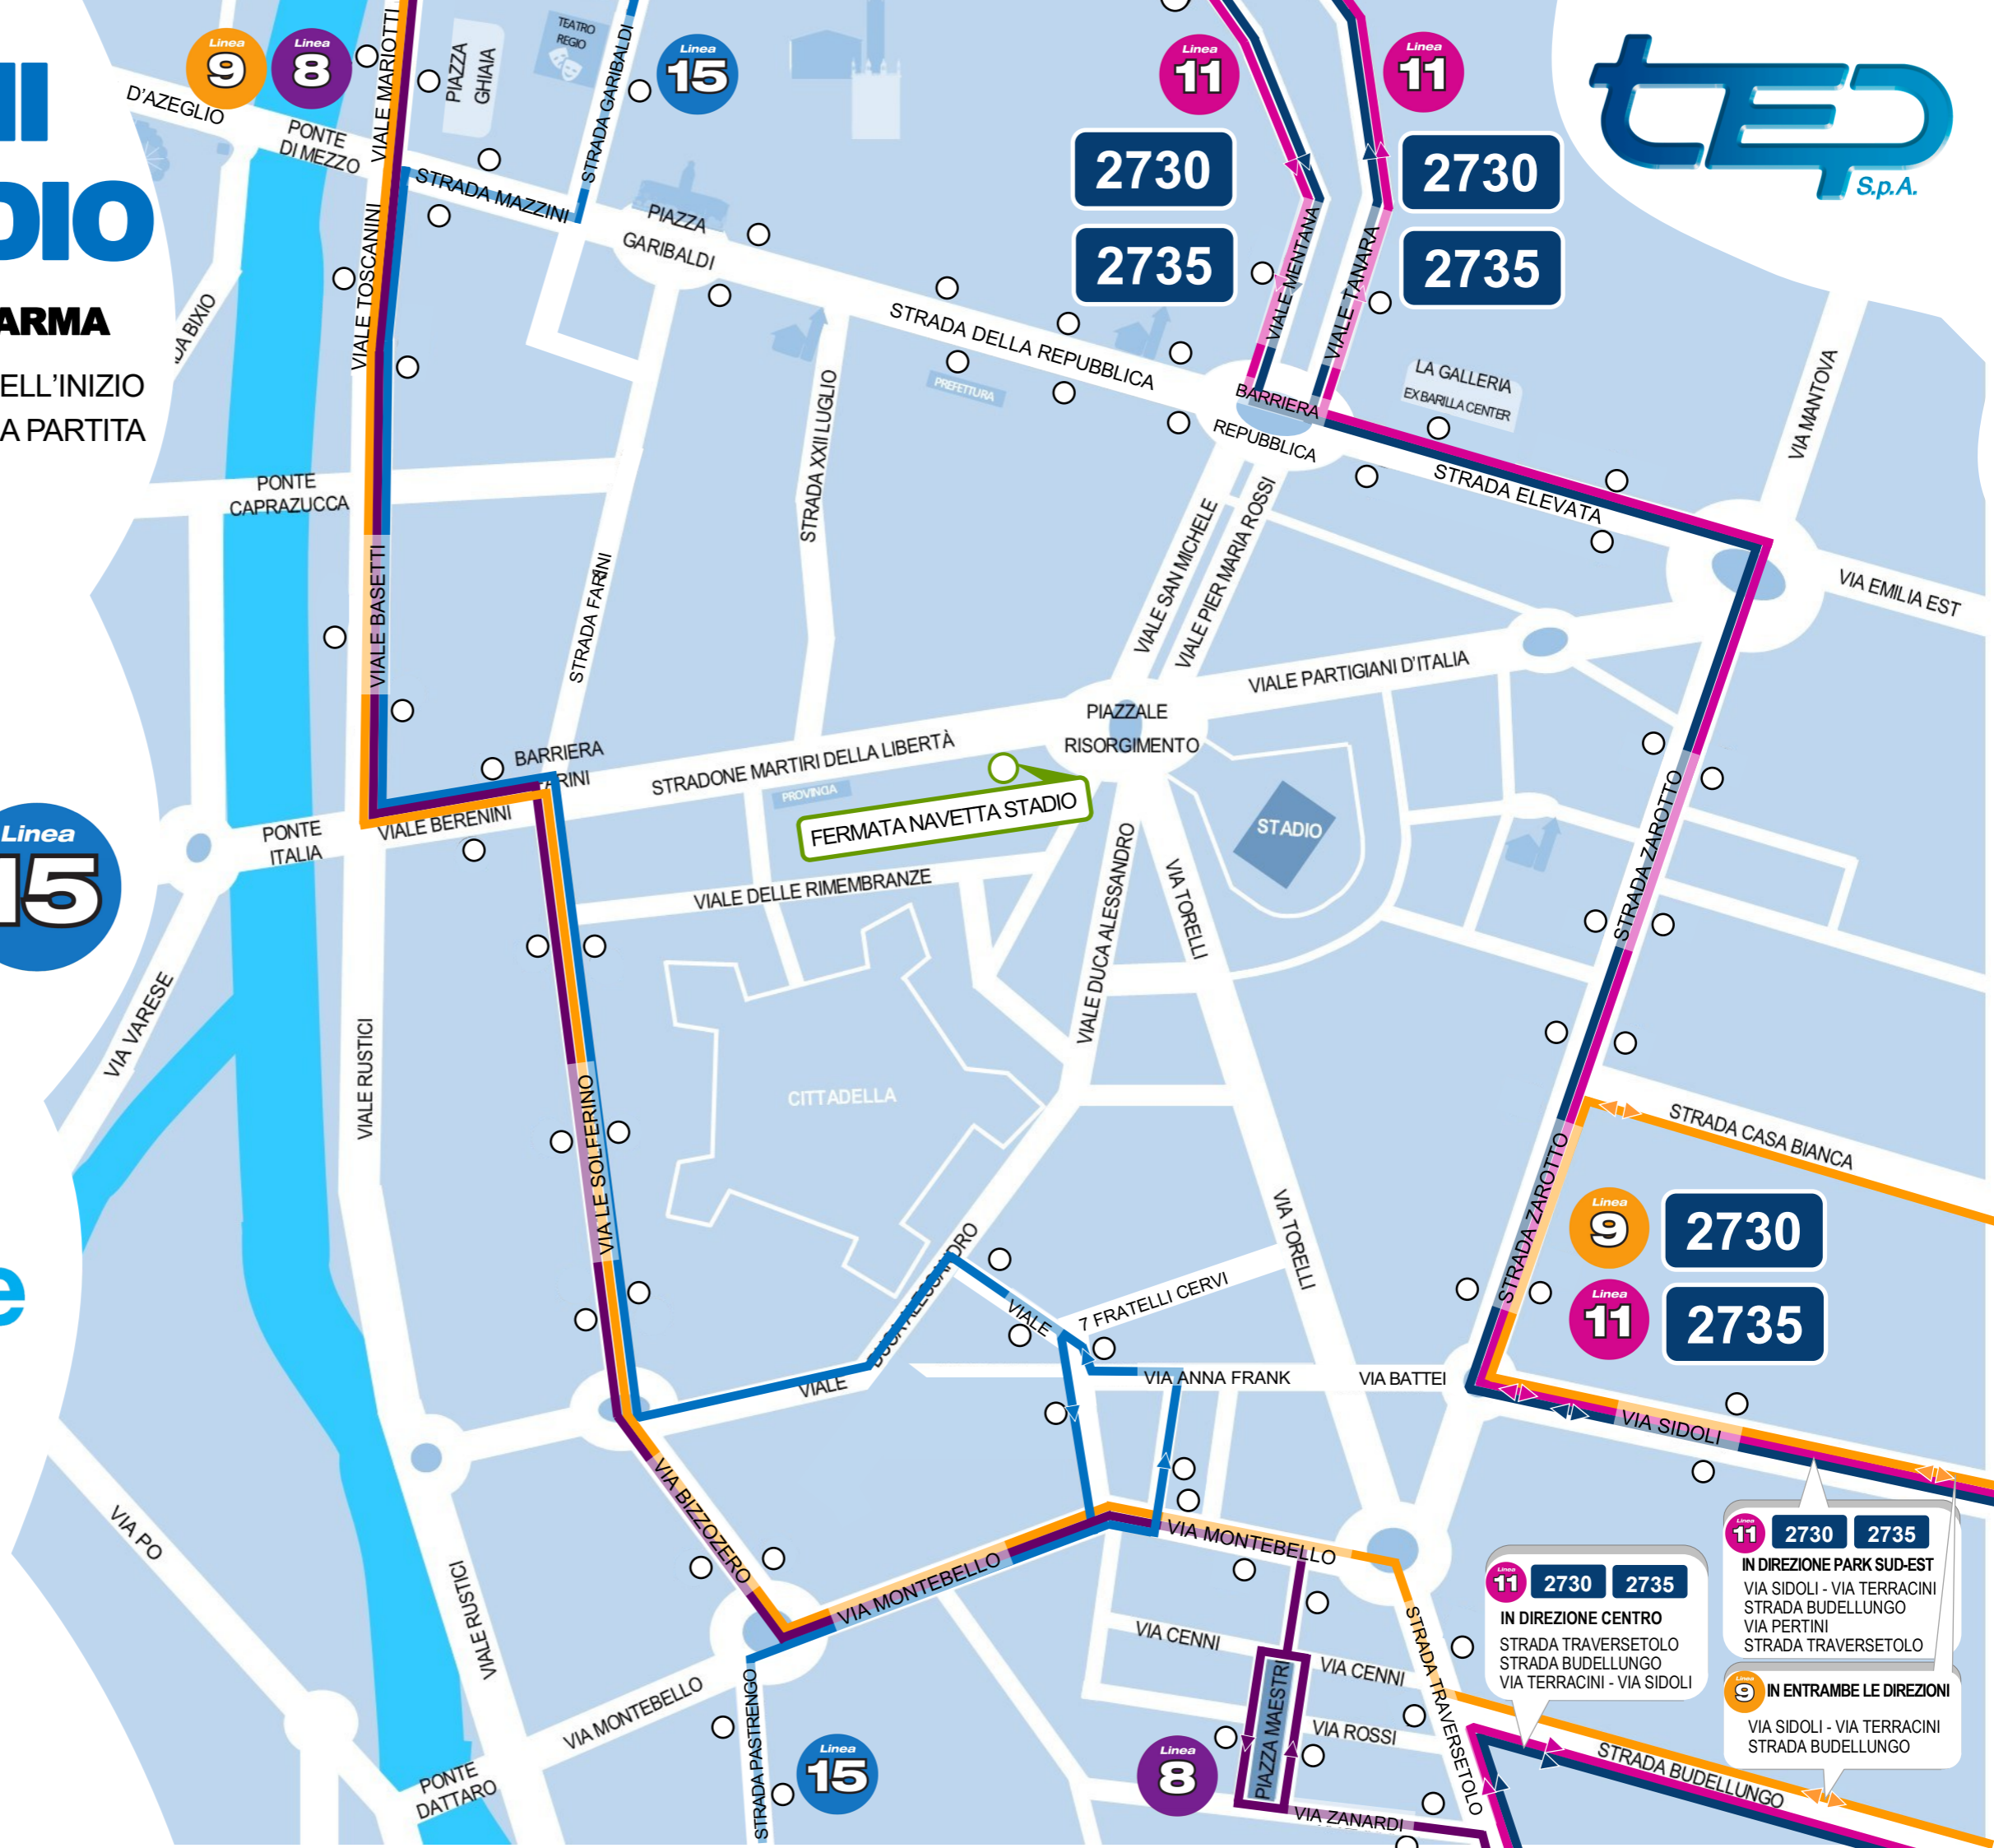 II
DIO
ARMA
ELL'INIZIO
A PARTITA
Linea
15
e
Linea
9
Linea
8
D'AZEGLIO
PONTE
DI MEZZO
VIALE MARIOTTI
PIAZZA
GHIAIA
TEATRO
REGIO
STRADA GARIBALDI
Linea
15
STRADA MAZZINI
PIAZZA
GARIBALDI
VIALE TOSCANINI
DA BIXIO
Linea
11
2730
2735
Linea
11
2730
2735
tep
S.p.A.
VIALE MENTANA
VIALE TANARA
STRADA DELLA REPUBBLICA
PREFETTURA
BARRIERA
REPUBBLICA
LA GALLERIA
EX BARILLA CENTER
STRADA ELEVATA
VIA MANTOVA
VIA EMILIA EST
PONTE
CAPRAZUCCA
STRADA XXII LUGLIO
STRADA FARINI
VIALE BASETTI
VIALE SAN MICHELE
VIALE PIER MARIA ROSSI
VIALE PARTIGIANI D'ITALIA
PIAZZALE
RISORGIMENTO
BARRIERA
FARINI
STRADONE MARTIRI DELLA LIBERTÀ
PROVINCIA
FERMATA NAVETTA STADIO
STADIO
PONTE
ITALIA
VIALE BERENINI
VIALE DELLE RIMEMBRANZE
VIALE DUCA ALESSANDRO
VIA TORELLI
STRADA ZAROTTO
VIA VARESE
VIALE RUSTICI
VIA LE SOLFERINO
CITTADELLA
STRADA CASA BIANCA
STRADA ZAROTTO
Linea
9
2730
Linea
11
2735
VIA TORELLI
VIALE
DUCA ALESSANDRO
VIALE
7 FRATELLI CERVI
VIA ANNA FRANK
VIA BATTEI
VIA SIDOLI
VIA BIZZOZERO
VIA MONTEBELLO
VIA MONTEBELLO
VIA PO
VIALE RUSTICI
VIA MONTEBELLO
PONTE
DATTARO
STRADA PASTRENGO
Linea
15
VIA CENNI
VIA CENNI
PIAZZA MAESTRI
VIA ROSSI
Linea
8
VIA ZANARDI
STRADA TRAVERSETOLO
STRADA BUDELLUNGO
Linea
11 2730 2735
IN DIREZIONE CENTRO
STRADA TRAVERSETOLO
STRADA BUDELLUNGO
VIA TERRACINI - VIA SIDOLI
Linea
11 2730 2735
IN DIREZIONE PARK SUD-EST
VIA SIDOLI - VIA TERRACINI
STRADA BUDELLUNGO
VIA PERTINI
STRADA TRAVERSETOLO
Linea
9 IN ENTRAMBE LE DIREZIONI
VIA SIDOLI - VIA TERRACINI
STRADA BUDELLUNGO